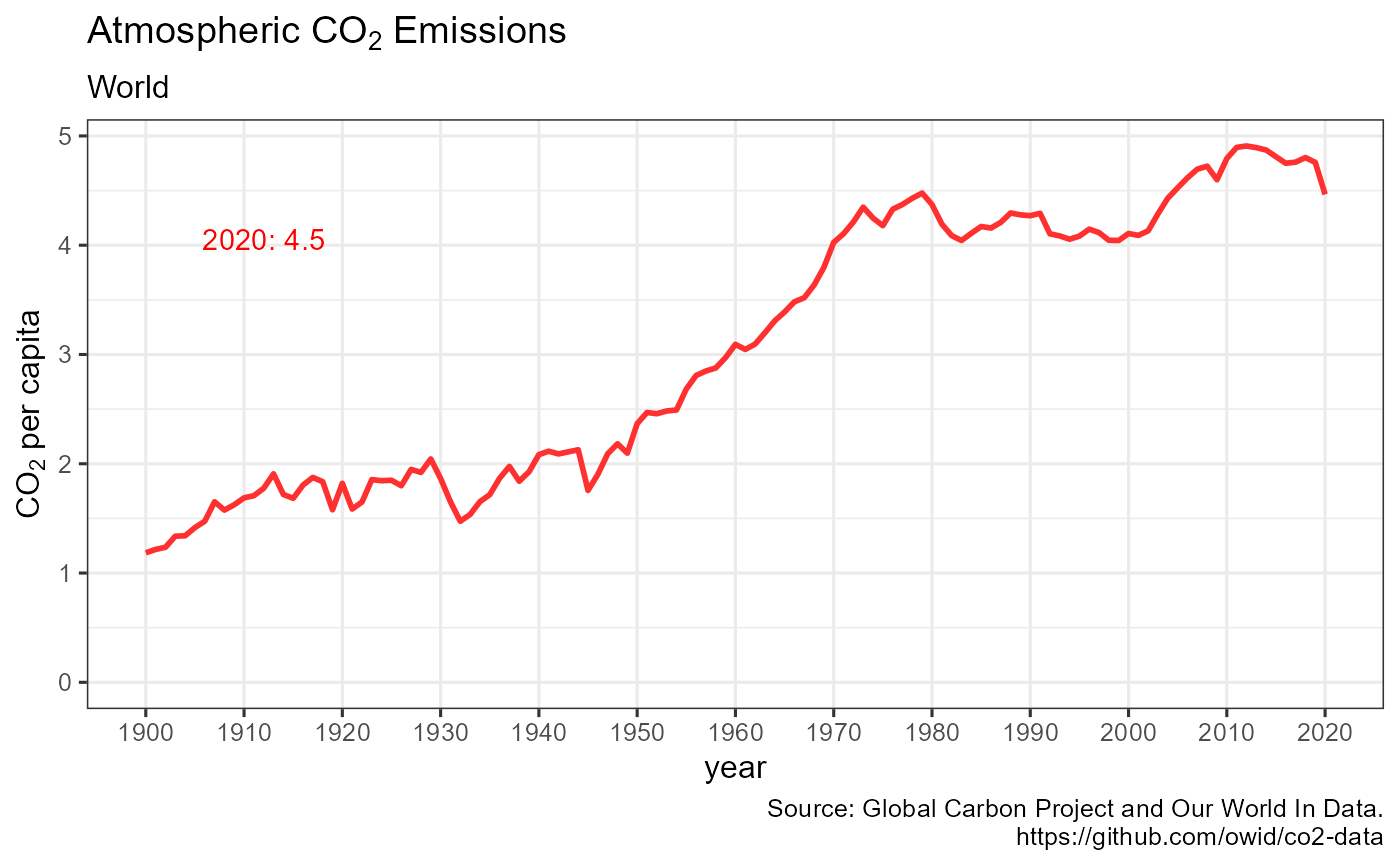 Atmospheric CO₂ Emissions
World
CO₂ per capita
5
4
3
2
1
0
2020: 4.5
1900 1910 1920 1930 1940 1950 1960 1970 1980 1990 2000 2010 2020
year
Source: Global Carbon Project and Our World In Data.
https://github.com/owid/co2-data